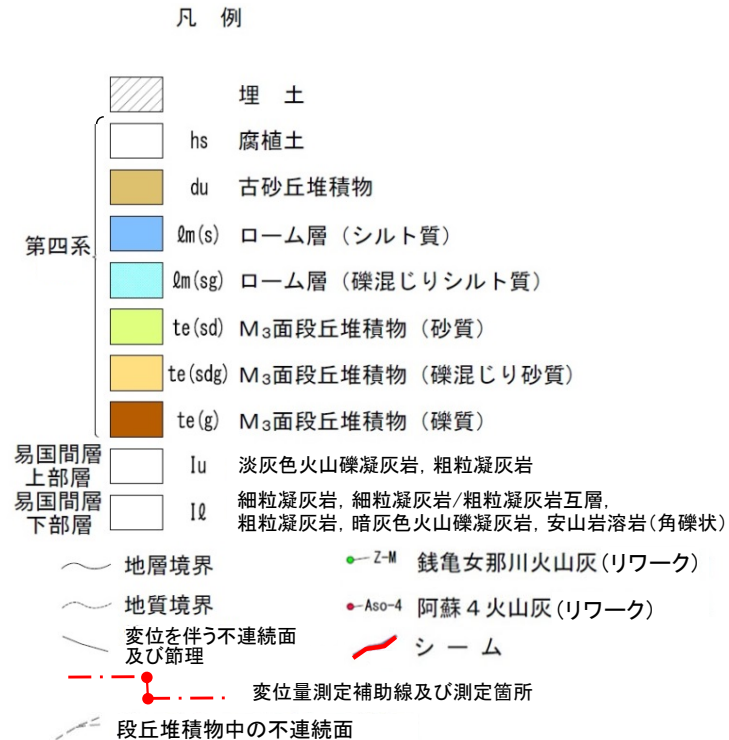 凡 例
埋 土
hs 腐植土
du 古砂丘堆積物
第四系
ℓm(s) ローム層（シルト質）
ℓm(sg) ローム層（礫混じりシルト質）
te(sd) M₃面段丘堆積物（砂質）
te(sdg) M₃面段丘堆積物（礫混じり砂質）
te(g) M₃面段丘堆積物（礫質）
易国間層
上部層
Iu 淡灰色火山礫凝灰岩，粗粒凝灰岩
易国間層
下部層
Iℓ
細粒凝灰岩，細粒凝灰岩/粗粒凝灰岩互層，
粗粒凝灰岩，暗灰色火山礫凝灰岩，安山岩溶岩（角礫状）
地層境界
Z-M 銭亀女那川火山灰(リワーク)
地質境界
Aso-4 阿蘇４火山灰(リワーク)
変位を伴う不連続面
及び節理
シ ー ム
変位量測定補助線及び測定箇所
段丘堆積物中の不連続面